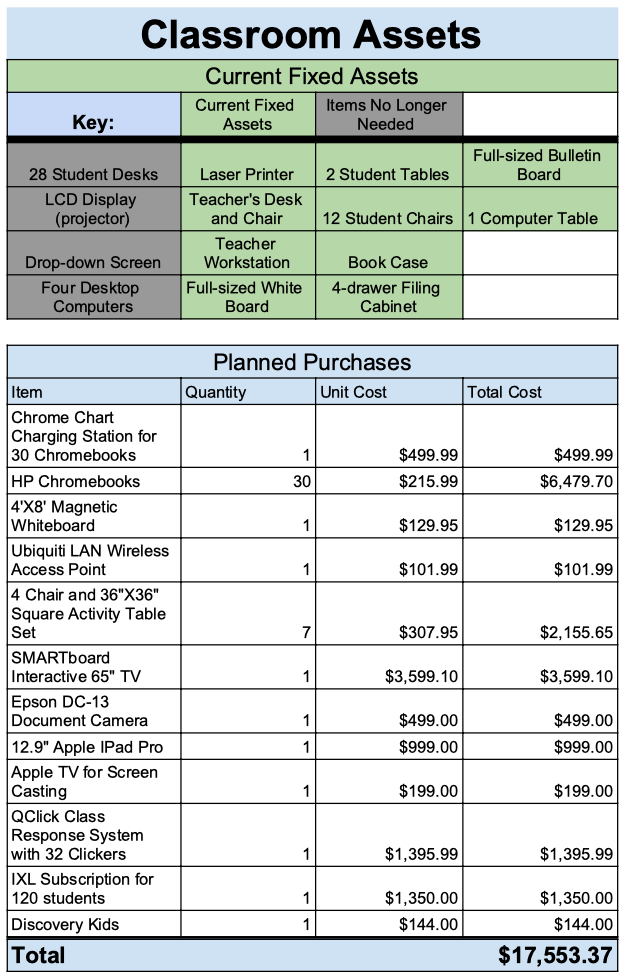 Classroom Assets
Current Fixed Assets
Key:
Current Fixed
Assets
Items No Longer
Needed
28 Student Desks
Laser Printer
2 Student Tables
Full-sized Bulletin
Board
LCD Display
(projector)
Teacher's Desk
and Chair
12 Student Chairs
1 Computer Table
Drop-down Screen
Teacher
Workstation
Book Case
Four Desktop
Computers
Full-sized White
Board
4-drawer Filing
Cabinet
Planned Purchases
Item Quantity Unit Cost Total Cost
Chrome Chart
Charging Station for
30 Chromebooks 1 $499.99 $499.99
HP Chromebooks 30 $215.99 $6,479.70
4'X8' Magnetic
Whiteboard 1 $129.95 $129.95
Ubiquiti LAN Wireless
Access Point 1 $101.99 $101.99
4 Chair and 36"X36"
Square Activity Table
Set 7 $307.95 $2,155.65
SMARTboard
Interactive 65" TV 1 $3,599.10 $3,599.10
Epson DC-13
Document Camera 1 $499.00 $499.00
12.9" Apple IPad Pro 1 $999.00 $999.00
Apple TV for Screen
Casting 1 $199.00 $199.00
QClick Class
Response System
with 32 Clickers 1 $1,395.99 $1,395.99
IXL Subscription for
120 students 1 $1,350.00 $1,350.00
Discovery Kids 1 $144.00 $144.00
Total $17,553.37